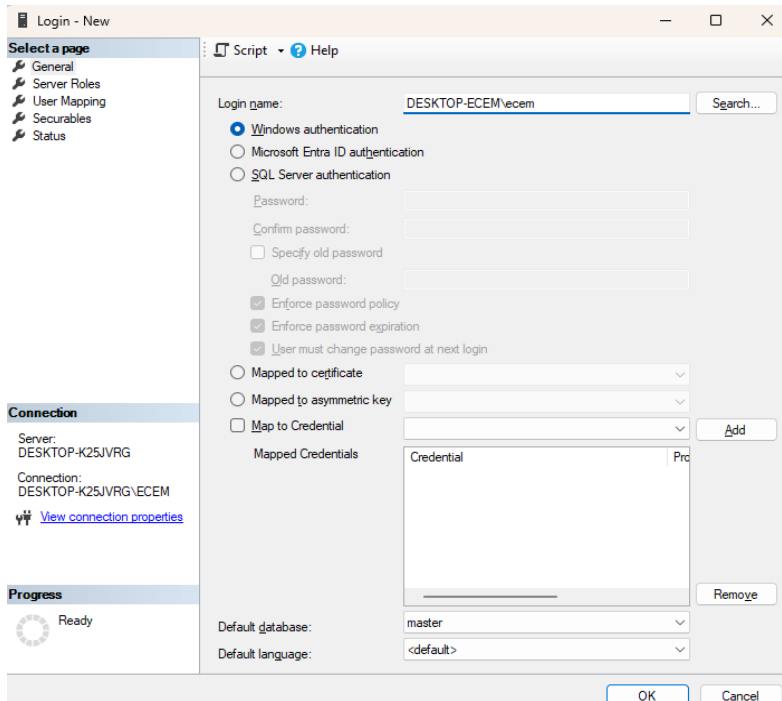 Login - New
Select a page
General
Server Roles
User Mapping
Securables
Status
Connection
Server:
DESKTOP-K25JVRG
Connection:
DESKTOP-K25JVRG\ECEM
View connection properties
Progress
Ready
Script
Help
Login name:
DESKTOP-ECEM\ecem
Search...
Windows authentication
Microsoft Entra ID authentication
SQL Server authentication
Password:
Confirm password:
Specify old password
Old password:
Enforce password policy
Enforce password expiration
User must change password at next login
Mapped to certificate
Mapped to asymmetric key
Map to Credential
Add
Mapped Credentials
Credential
Pro
Remove
Default database:
master
Default language:
<default>
OK
Cancel